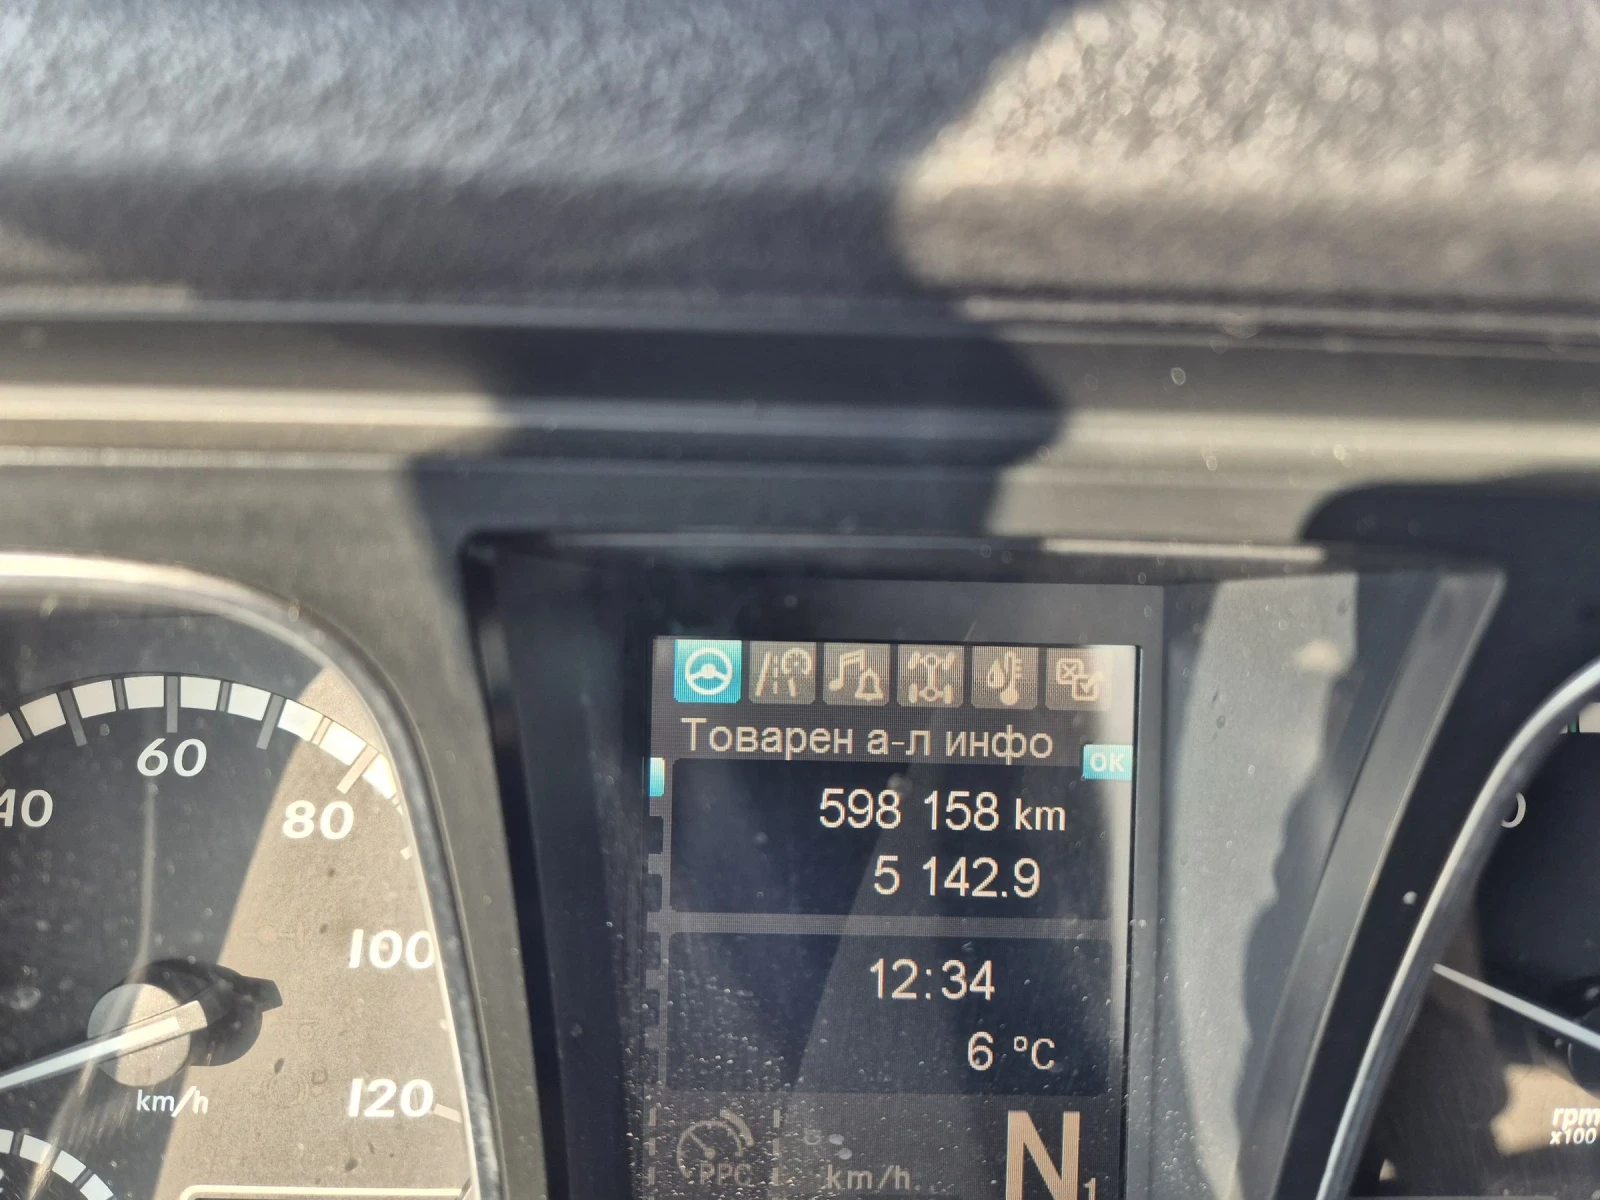 Товарен а-л инфо
OK
598 158 km
5 142.9
12:34
6 °C
PPC
km/h
N1
40
60
80
100
120
km/h
rpm
x100